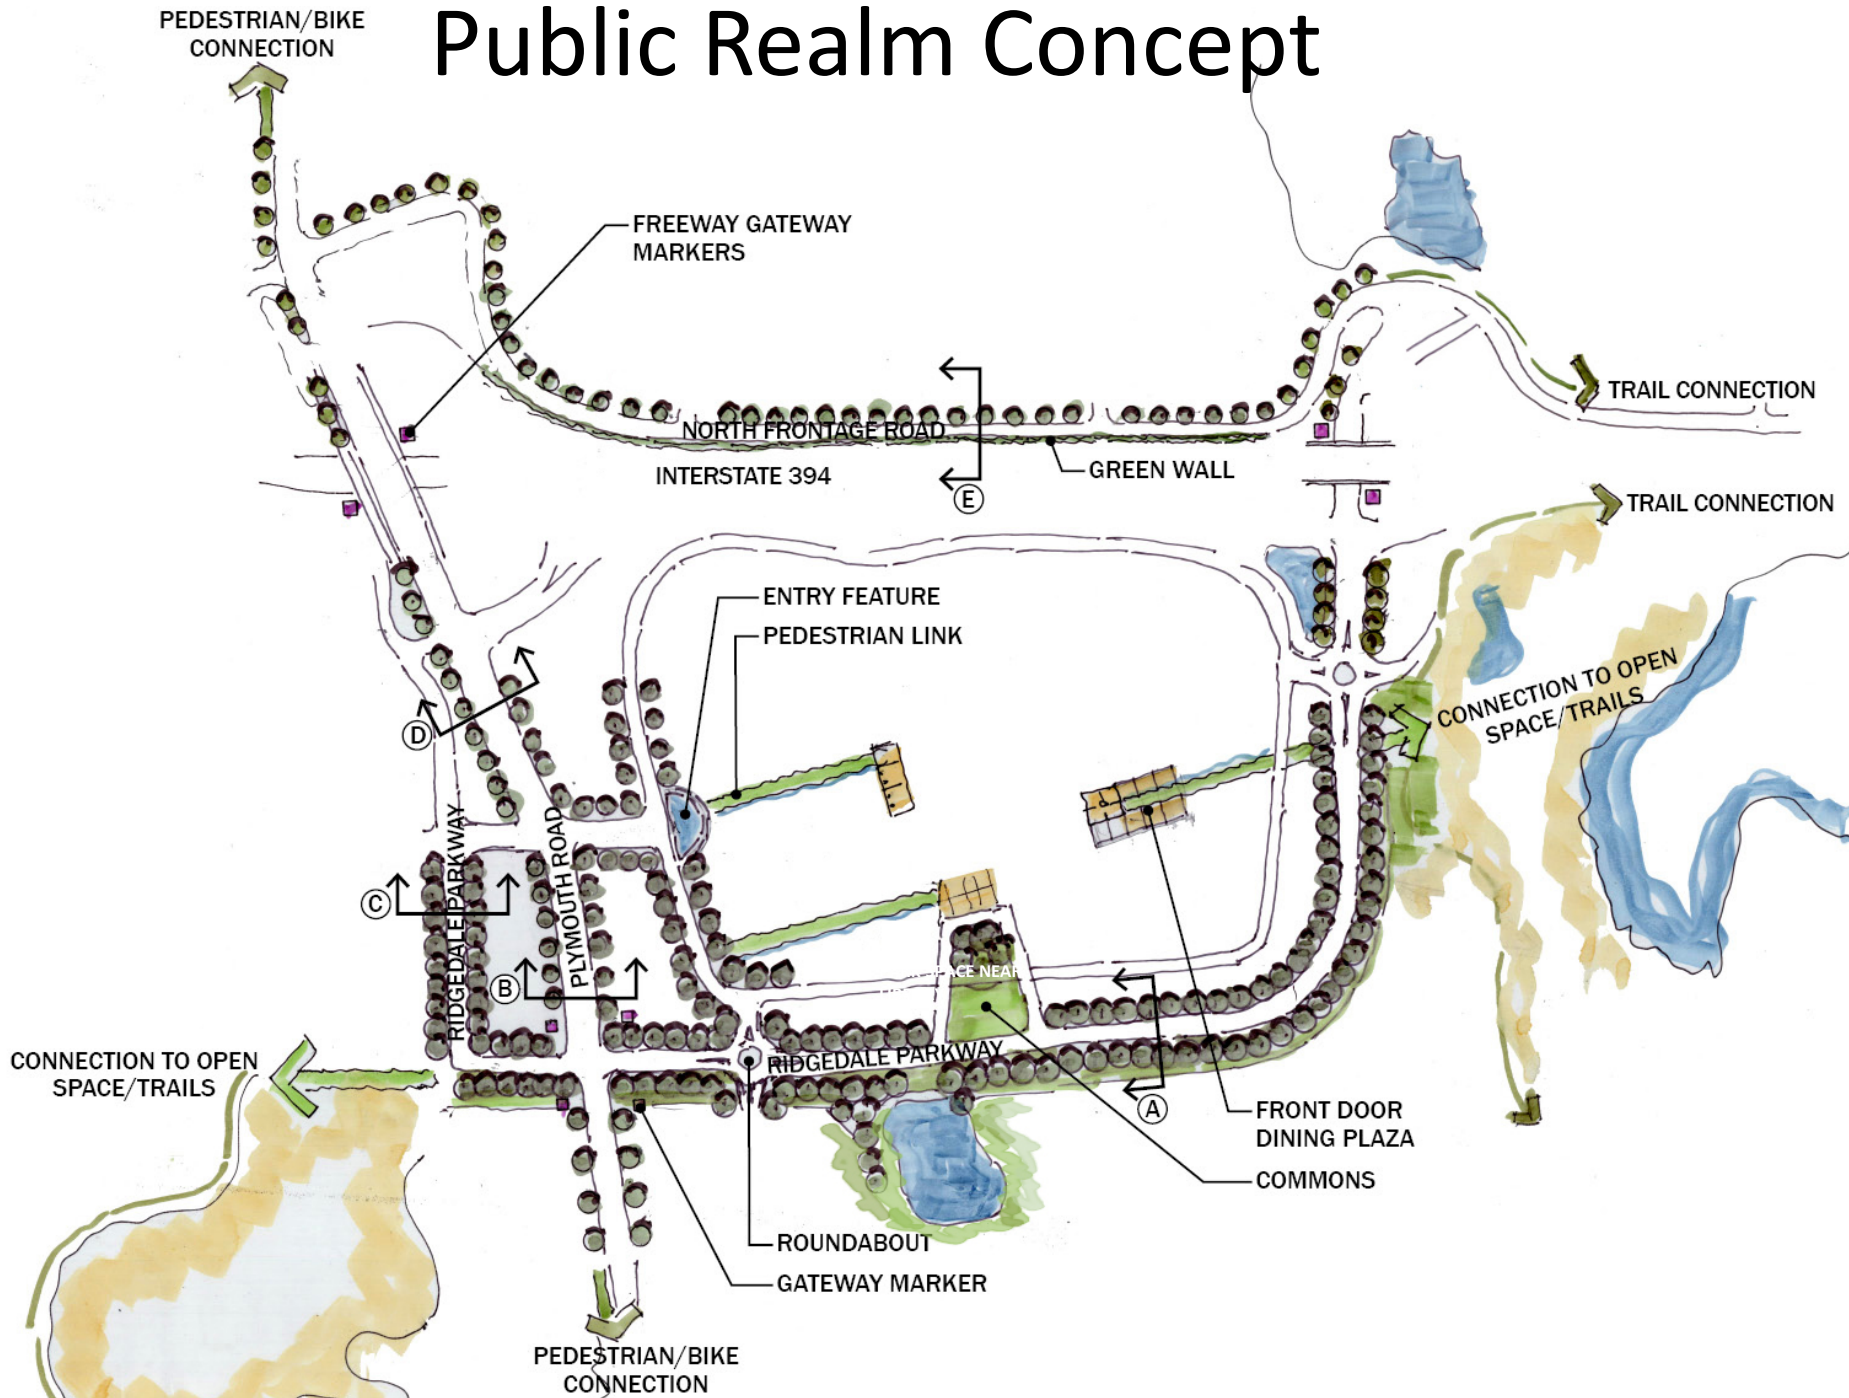 Public Realm Concept
PEDESTRIAN/BIKE
CONNECTION
FREEWAY GATEWAY
MARKERS
TRAIL CONNECTION
NORTH FRONTAGE ROAD
INTERSTATE 394
GREEN WALL
E
TRAIL CONNECTION
ENTRY FEATURE
PEDESTRIAN LINK
CONNECTION TO OPEN
SPACE/TRAILS
D
RIDGEDALE PARKWAY
PLYMOUTH ROAD
C
B
SPACE NEAR
RIDGEDALE PARKWAY
CONNECTION TO OPEN
SPACE/TRAILS
A
FRONT DOOR
DINING PLAZA
COMMONS
ROUNDABOUT
GATEWAY MARKER
PEDESTRIAN/BIKE
CONNECTION